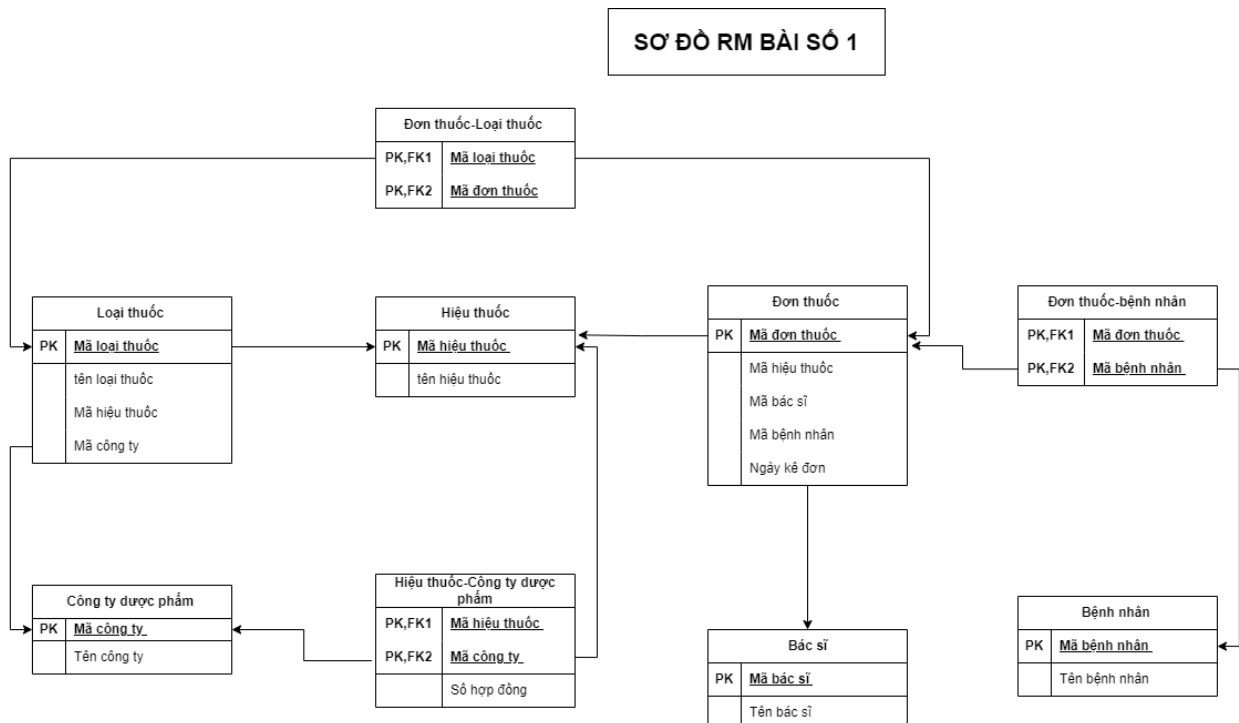 SƠ ĐỒ RM BÀI SỐ 1
Đơn thuốc-Loại thuốc
PK,FK1 Mã loại thuốc
PK,FK2 Mã đơn thuốc
Loại thuốc
PK Mã loại thuốc
tên loại thuốc
Mã hiệu thuốc
Mã công ty
Hiệu thuốc
PK Mã hiệu thuốc
tên hiệu thuốc
Đơn thuốc
PK Mã đơn thuốc
Mã hiệu thuốc
Mã bác sĩ
Mã bệnh nhân
Ngày kê đơn
Đơn thuốc-bệnh nhân
PK,FK1 Mã đơn thuốc
PK,FK2 Mã bệnh nhân
Công ty dược phẩm
PK Mã công ty
Tên công ty
Hiệu thuốc-Công ty dược
phẩm
PK,FK1 Mã hiệu thuốc
PK,FK2 Mã công ty
Số hợp đồng
Bác sĩ
PK Mã bác sĩ
Tên bác sĩ
Bệnh nhân
PK Mã bệnh nhân
Tên bệnh nhân